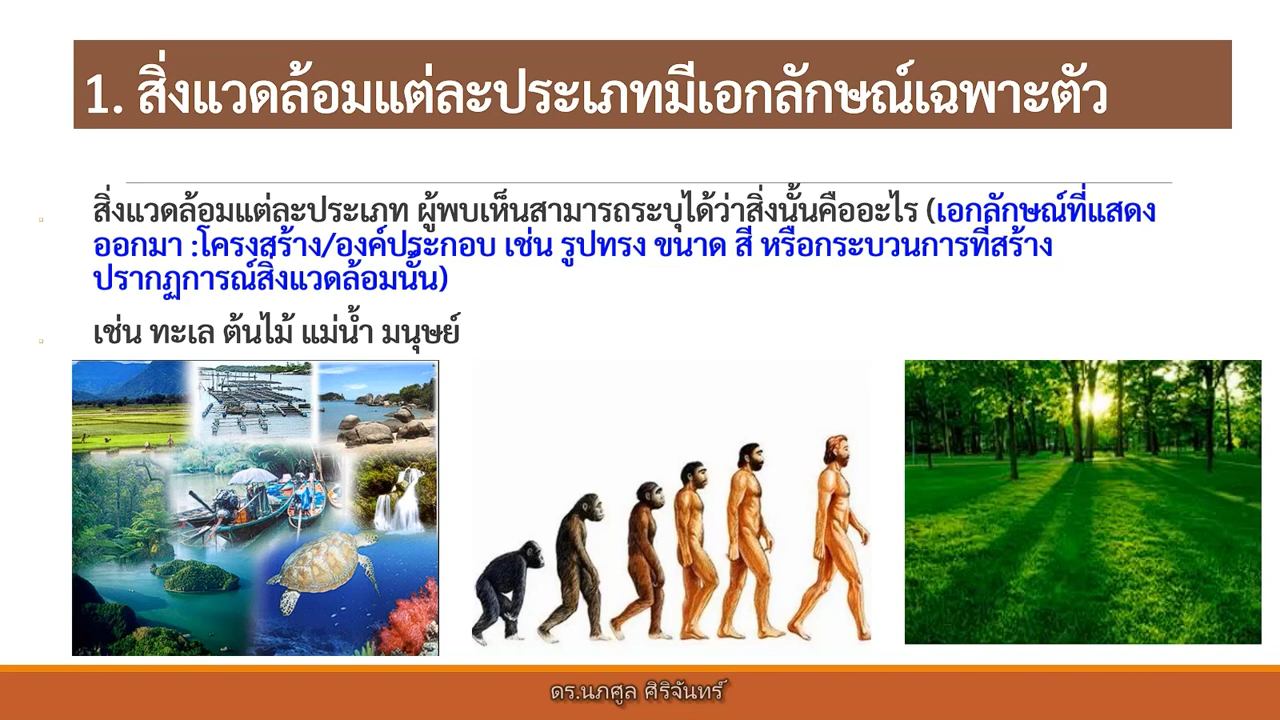 1. สิ่งแวดล้อมแต่ละประเภทมีเอกลักษณ์เฉพาะตัว
สิ่งแวดล้อมแต่ละประเภท ผู้พบเห็นสามารถระบุได้ว่าสิ่งนั้นคืออะไร (เอกลักษณ์ที่แสดง
ออกมา :โครงสร้าง/องค์ประกอบ เช่น รูปทรง ขนาด สี หรือกระบวนการที่สร้าง
ปรากฏการณ์สิ่งแวดล้อมนั้น)
เช่น ทะเล ต้นไม้ แม่น้ำ มนุษย์
ดร.นภศูล ศิริจันทร์